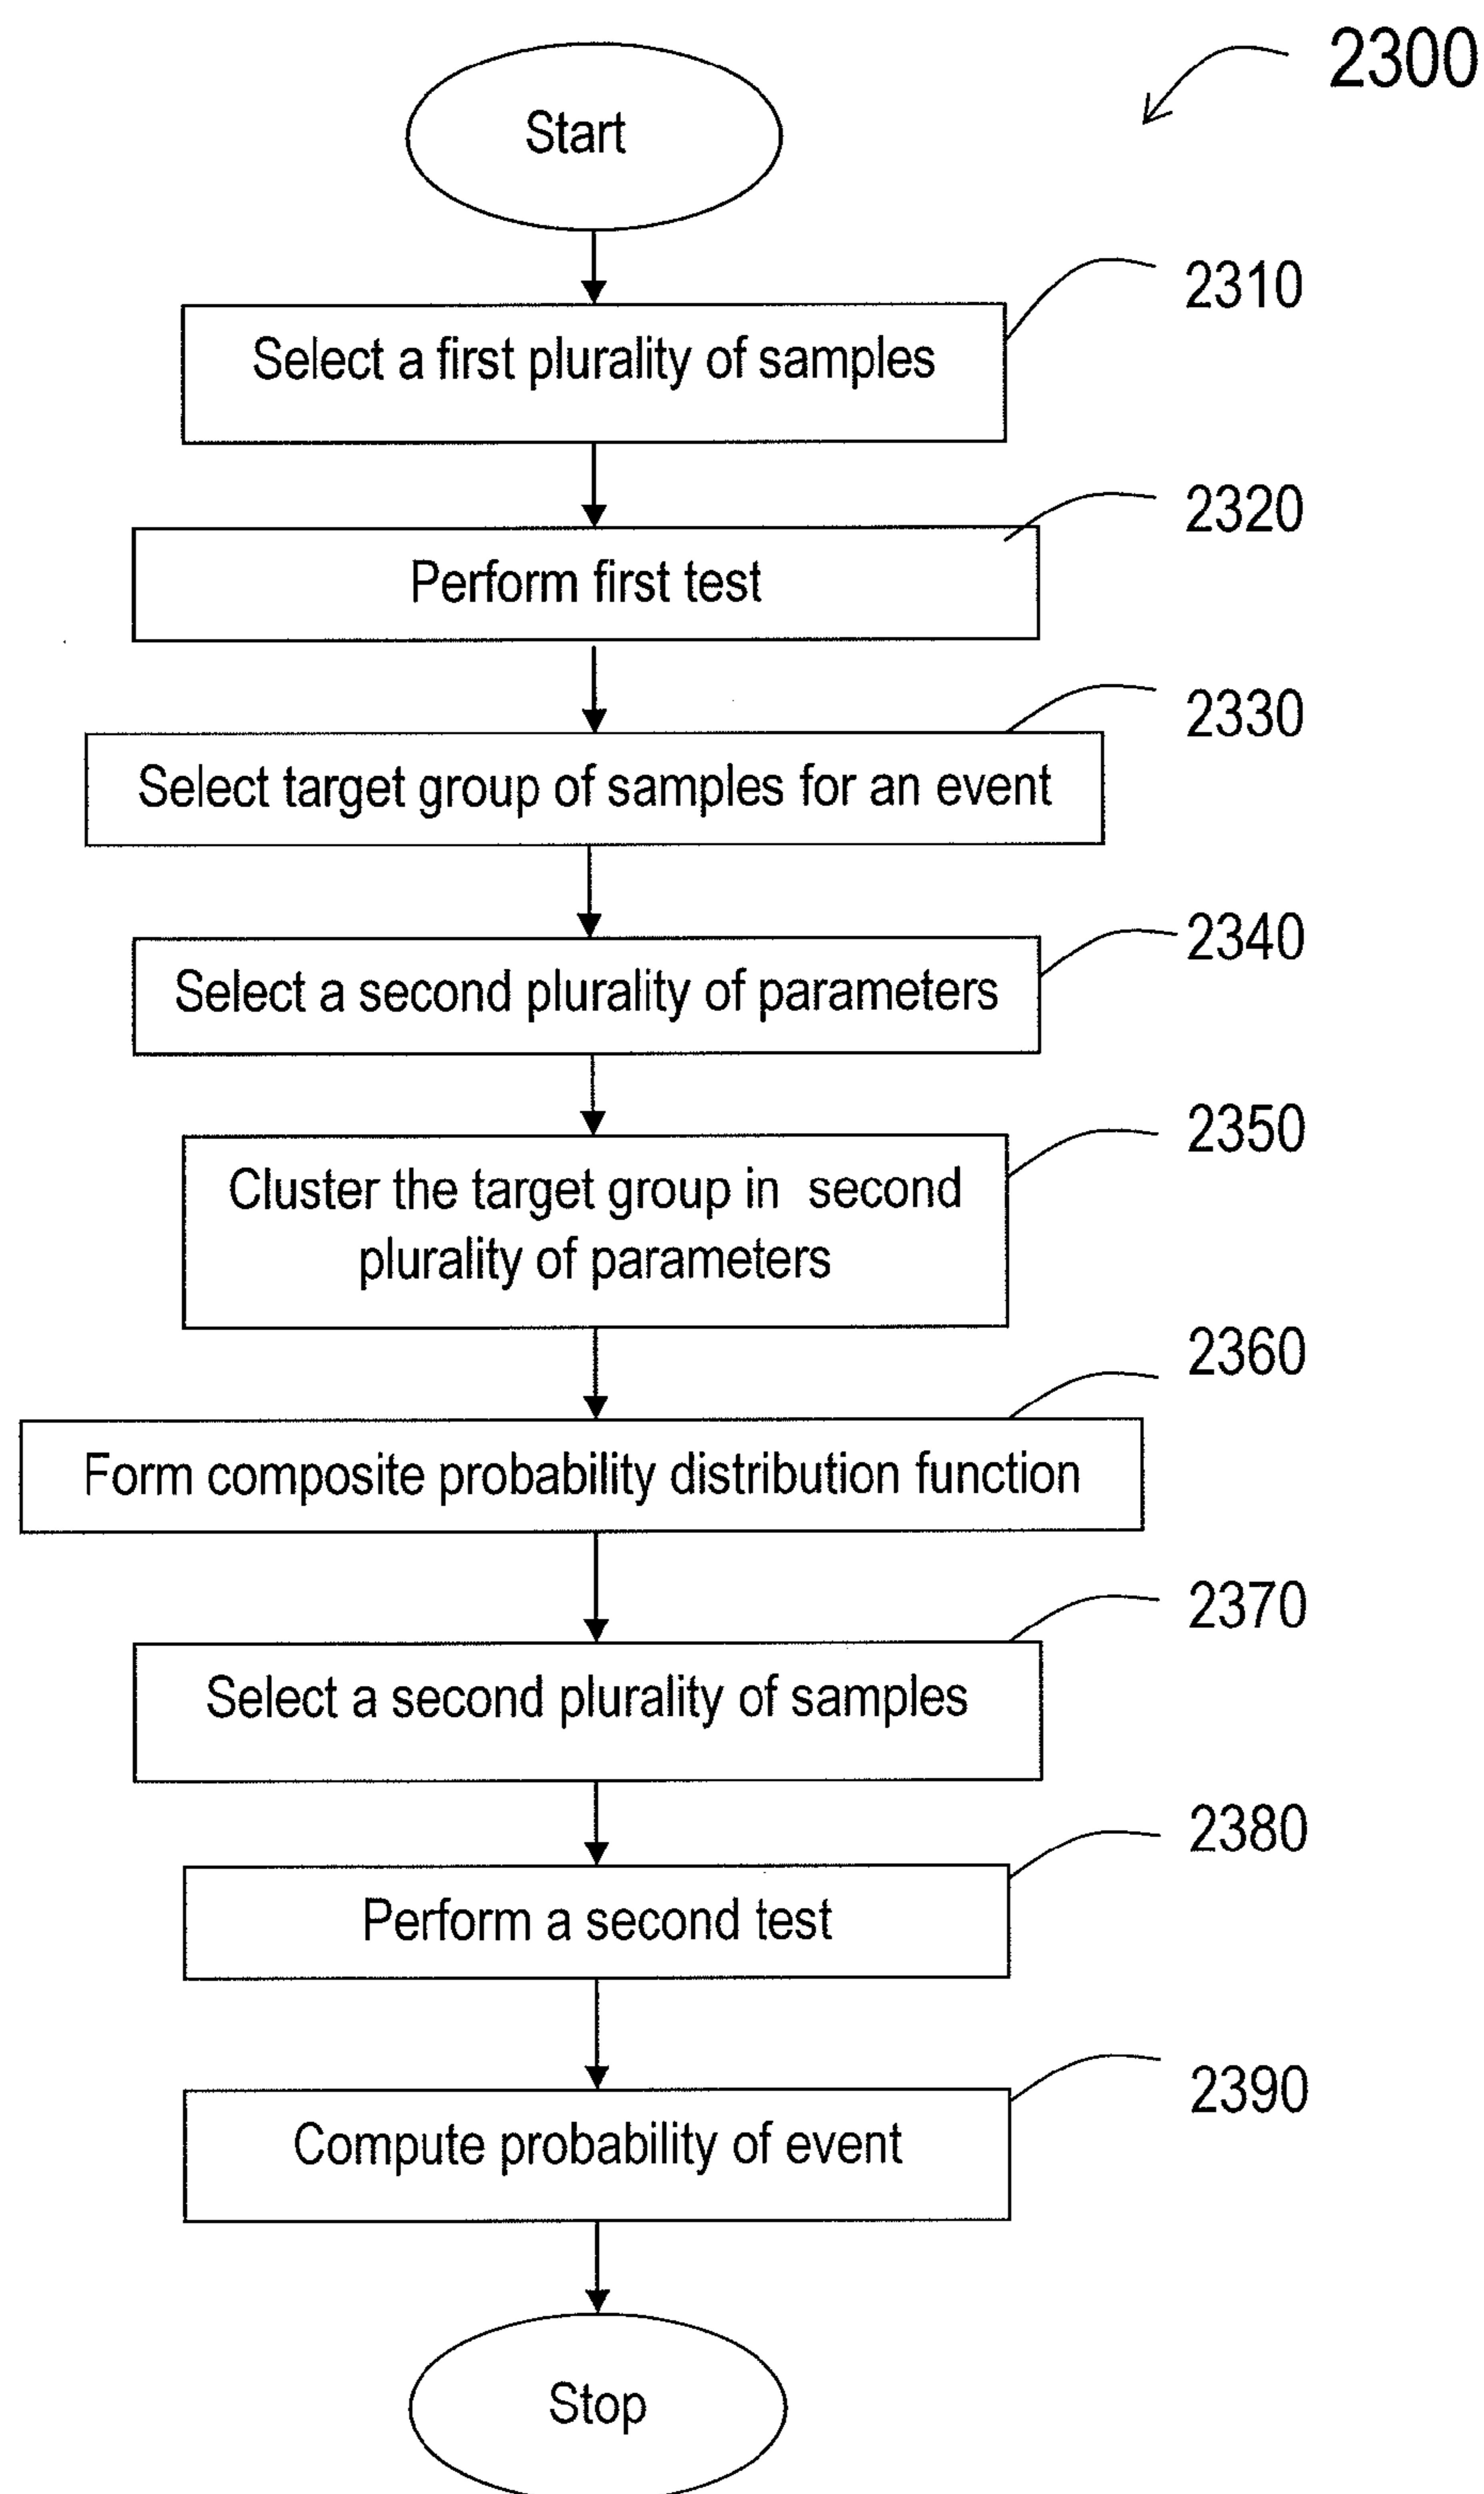 2300
Start
2310
Select a first plurality of samples
2320
Perform first test
2330
Select target group of samples for an event
2340
Select a second plurality of parameters
2350
Cluster the target group in second
plurality of parameters
2360
Form composite probability distribution function
2370
Select a second plurality of samples
2380
Perform a second test
2390
Compute probability of event
Stop